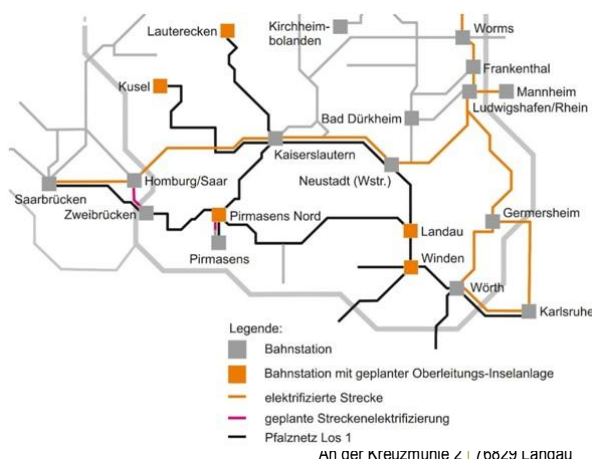 Lauterecken
Kirchheim-
bolanden
Worms
Frankenthal
Kusel
Mannheim
Ludwigshafen/Rhein
Bad Dürkheim
Kaiserslautern
Homburg/Saar
Neustadt (Wstr.)
Saarbrücken
Zweibrücken
Pirmasens Nord
Germersheim
Landau
Pirmasens
Winden
Wörth
Karlsruhe
Legende:
Bahnstation
Bahnstation mit geplanter Oberleitungs-Inselanlage
elektrifizierte Strecke
geplante Streckenelektrifizierung
Pfalznetz Los 1
An der Kreuzmühle 2 | 76829 Landau